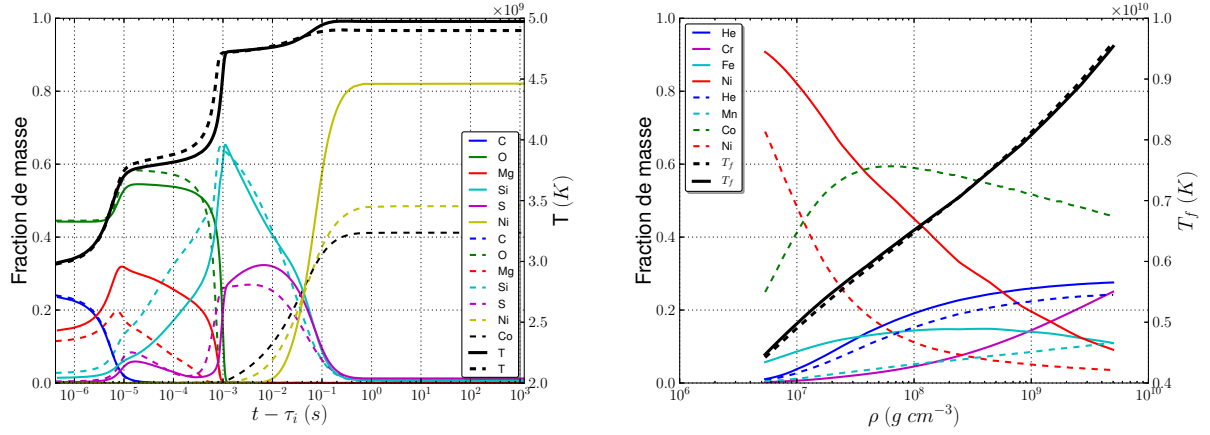 ×10⁹
1.0
0.8
0.6
0.4
0.2
0.0
Fraction de masse
5.0
4.5
4.0
3.5
3.0
2.5
2.0
T (K)
C
O
Mg
Si
S
Ni
C
O
Mg
Si
S
Ni
Co
T
T
10⁻⁶ 10⁻⁵ 10⁻⁴ 10⁻³ 10⁻² 10⁻¹ 10⁰ 10¹ 10² 10³
t − τᵢ (s)
×10¹⁰
1.0
0.8
0.6
0.4
0.2
0.0
Fraction de masse
He
Cr
Fe
Ni
He
Mn
Co
Ni
T_f
T_f
1.0
0.9
0.8
0.7
0.6
0.5
0.4
T_f (K)
10⁶ 10⁷ 10⁸ 10⁹ 10¹⁰
ρ (g cm⁻³)